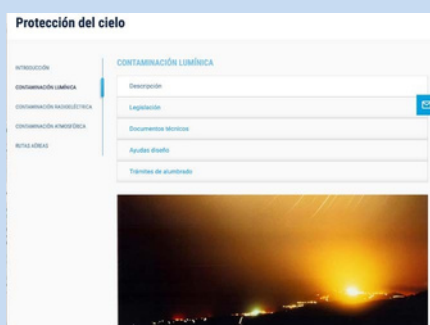 Protección del cielo
INTRODUCCIÓN
CONTAMINACIÓN LUMÍNICA
CONTAMINACIÓN RADIOELÉCTRICA
CONTAMINACIÓN ATMOSFÉRICA
RUTAS AÉREAS
CONTAMINACIÓN LUMÍNICA
Descripción
Legislación
Documentos técnicos
Ayudas diseño
Trámites de alumbrado